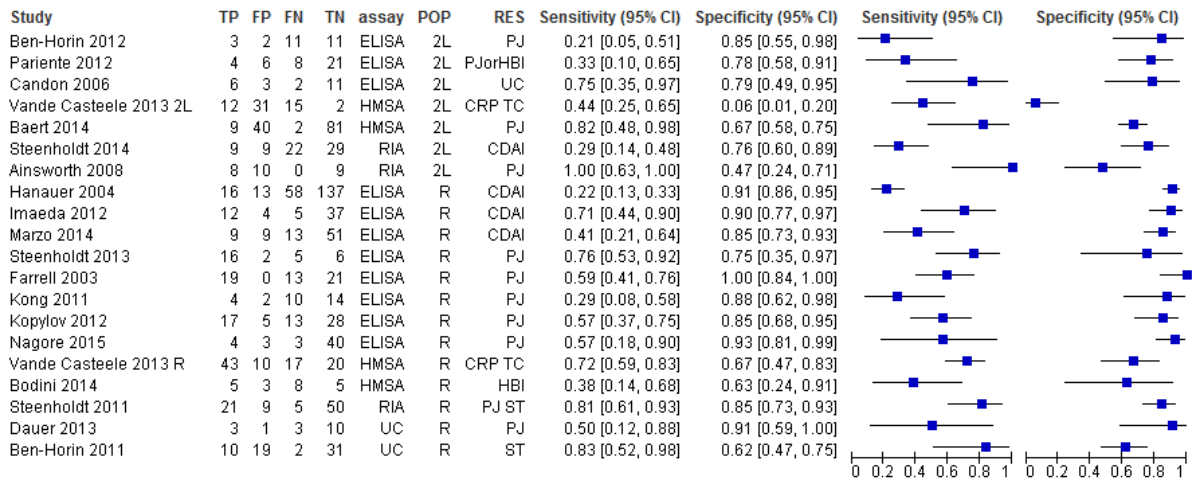 Study TP FP FN TN assay POP RES Sensitivity (95% CI) Specificity (95% CI) Sensitivity (95% CI) Specificity (95% CI)
Ben-Horin 2012 3 2 11 11 ELISA 2L PJ 0.21 [0.05, 0.51] 0.85 [0.55, 0.98]
Pariente 2012 4 6 8 21 ELISA 2L PJorHBI 0.33 [0.10, 0.65] 0.78 [0.58, 0.91]
Candon 2006 6 3 2 11 ELISA 2L UC 0.75 [0.35, 0.97] 0.79 [0.49, 0.95]
Vande Casteele 2013 2L 12 31 15 2 HMSA 2L CRP TC 0.44 [0.25, 0.65] 0.06 [0.01, 0.20]
Baert 2014 9 40 2 81 HMSA 2L PJ 0.82 [0.48, 0.98] 0.67 [0.58, 0.75]
Steenholdt 2014 9 9 22 29 RIA 2L CDAI 0.29 [0.14, 0.48] 0.76 [0.60, 0.89]
Ainsworth 2008 8 10 0 9 RIA 2L PJ 1.00 [0.63, 1.00] 0.47 [0.24, 0.71]
Hanauer 2004 16 13 58 137 ELISA R CDAI 0.22 [0.13, 0.33] 0.91 [0.86, 0.95]
Imaeda 2012 12 4 5 37 ELISA R CDAI 0.71 [0.44, 0.90] 0.90 [0.77, 0.97]
Marzo 2014 9 9 13 51 ELISA R CDAI 0.41 [0.21, 0.64] 0.85 [0.73, 0.93]
Steenholdt 2013 16 2 5 6 ELISA R PJ 0.76 [0.53, 0.92] 0.75 [0.35, 0.97]
Farrell 2003 19 0 13 21 ELISA R PJ 0.59 [0.41, 0.76] 1.00 [0.84, 1.00]
Kong 2011 4 2 10 14 ELISA R PJ 0.29 [0.08, 0.58] 0.88 [0.62, 0.98]
Kopylov 2012 17 5 13 28 ELISA R PJ 0.57 [0.37, 0.75] 0.85 [0.68, 0.95]
Nagore 2015 4 3 3 40 ELISA R PJ 0.57 [0.18, 0.90] 0.93 [0.81, 0.99]
Vande Casteele 2013 R 43 10 17 20 HMSA R CRP TC 0.72 [0.59, 0.83] 0.67 [0.47, 0.83]
Bodini 2014 5 3 8 5 HMSA R HBI 0.38 [0.14, 0.68] 0.63 [0.24, 0.91]
Steenholdt 2011 21 9 5 50 RIA R PJ ST 0.81 [0.61, 0.93] 0.85 [0.73, 0.93]
Dauer 2013 3 1 3 10 UC R PJ 0.50 [0.12, 0.88] 0.91 [0.59, 1.00]
Ben-Horin 2011 10 19 2 31 UC R ST 0.83 [0.52, 0.98] 0.62 [0.47, 0.75]
0 0.2 0.4 0.6 0.8 1 0 0.2 0.4 0.6 0.8 1